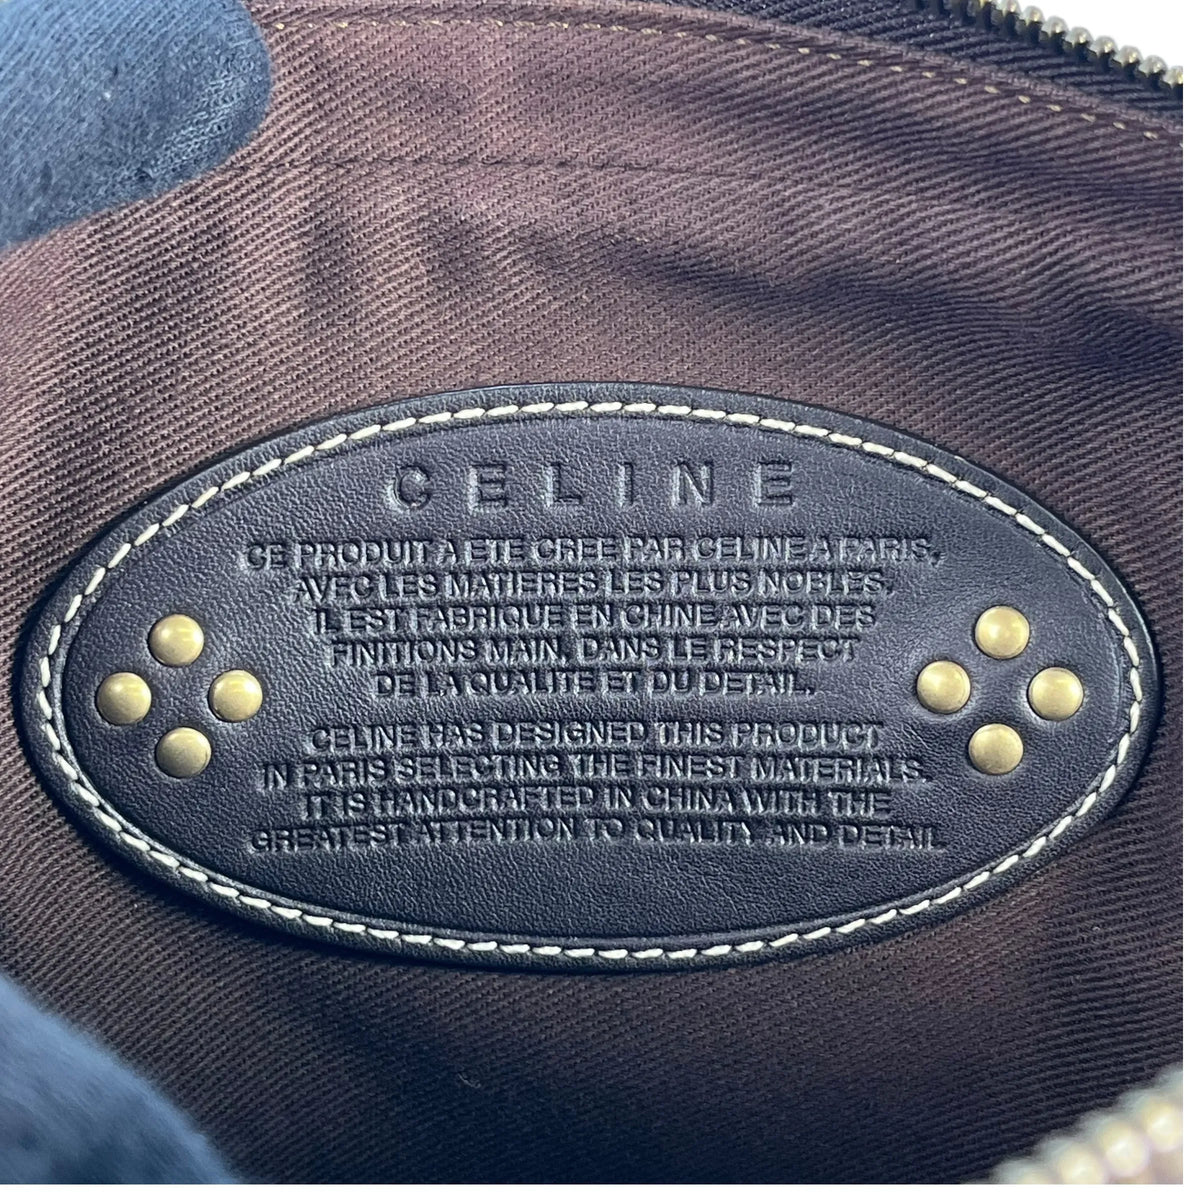 CELINE
CE PRODUIT A ETE CREE PAR CELINE A PARIS,
AVEC LES MATIERES LES PLUS NOBLES.
IL EST FABRIQUE EN CHINE AVEC DES
FINITIONS MAIN, DANS LE RESPECT
DE LA QUALITE ET DU DETAIL.
CELINE HAS DESIGNED THIS PRODUCT
IN PARIS SELECTING THE FINEST MATERIALS.
IT IS HANDCRAFTED IN CHINA WITH THE
GREATEST ATTENTION TO QUALITY AND DETAIL